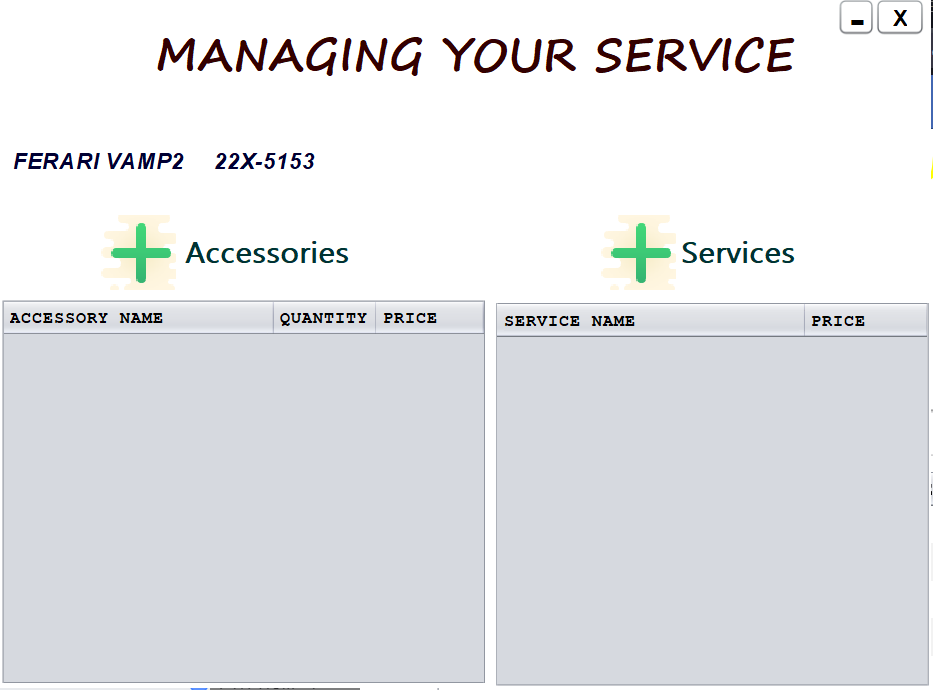 X
MANAGING YOUR SERVICE
FERARI VAMP2 22X-5153
Accessories
Services
ACCESSORY NAME QUANTITY PRICE
SERVICE NAME PRICE